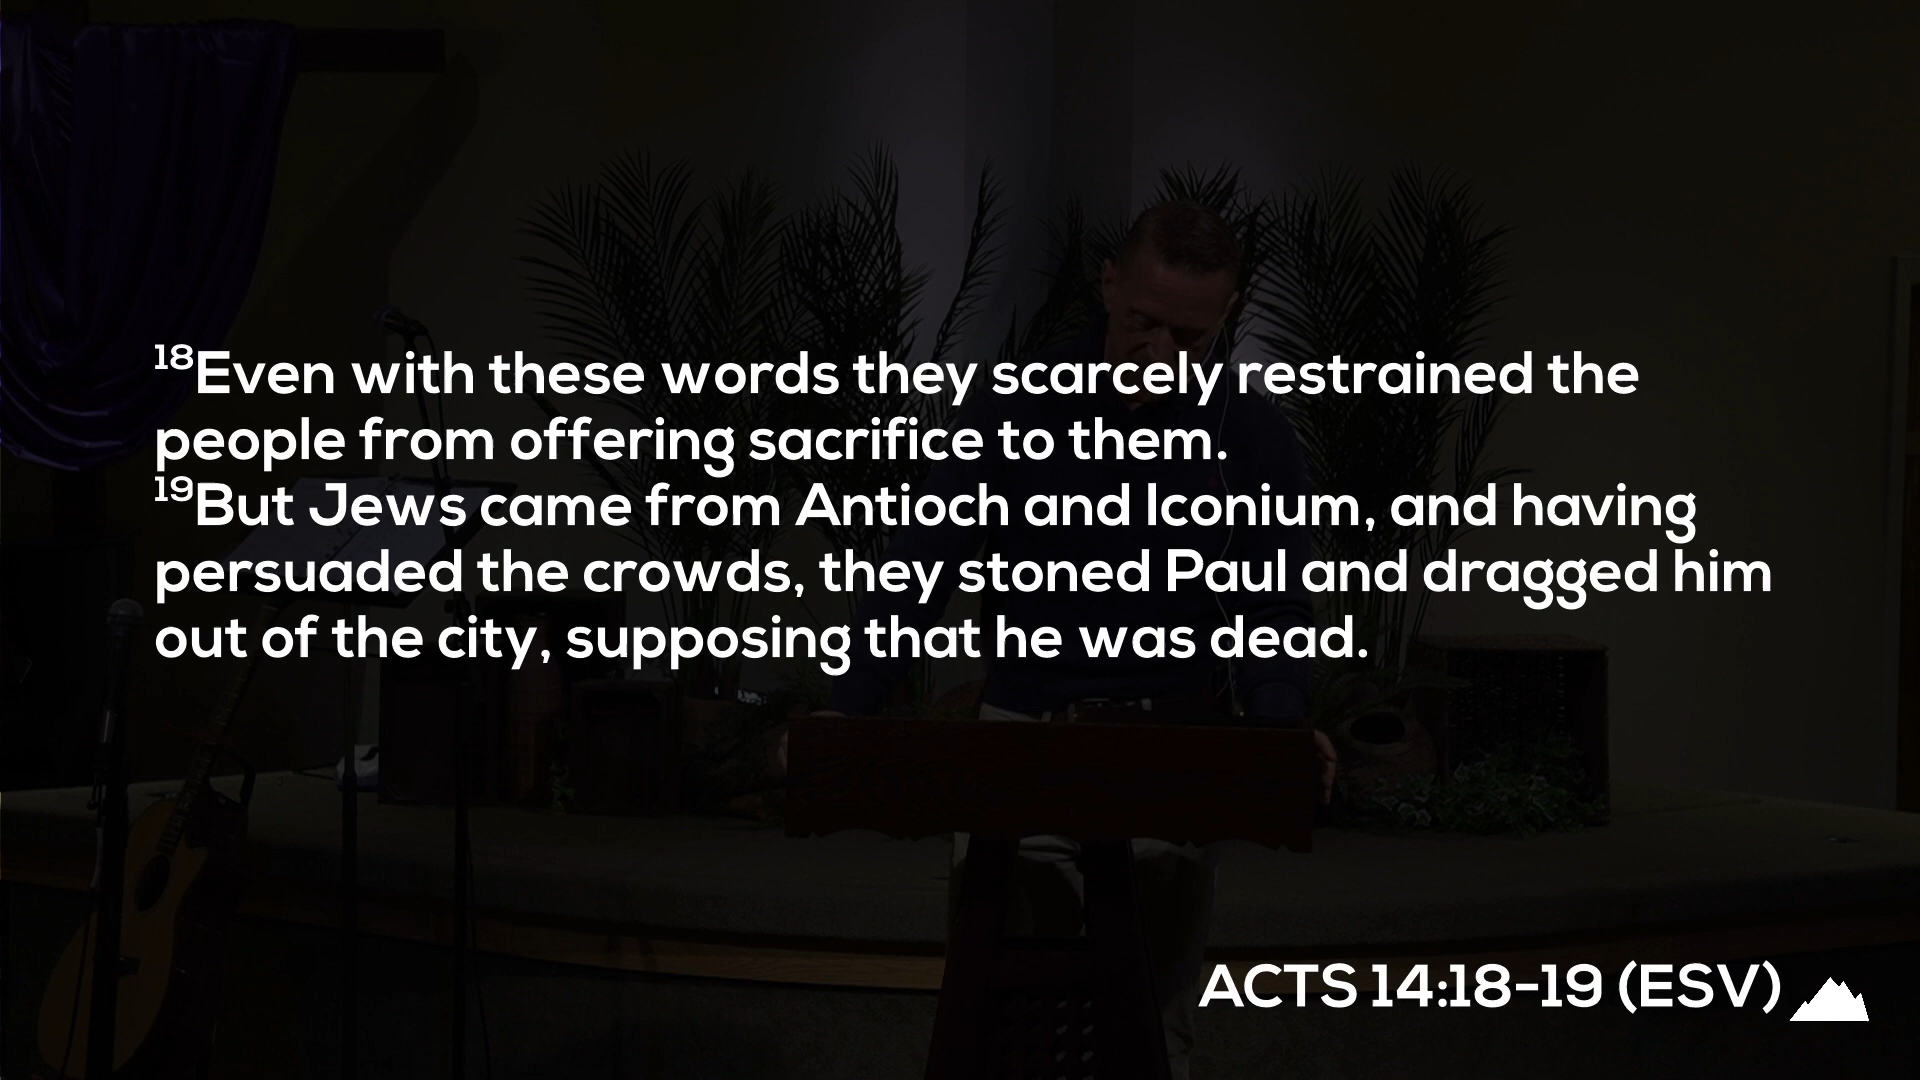 18Even with these words they scarcely restrained the
people from offering sacrifice to them.
19But Jews came from Antioch and Iconium, and having
persuaded the crowds, they stoned Paul and dragged him
out of the city, supposing that he was dead.
ACTS 14:18-19 (ESV)